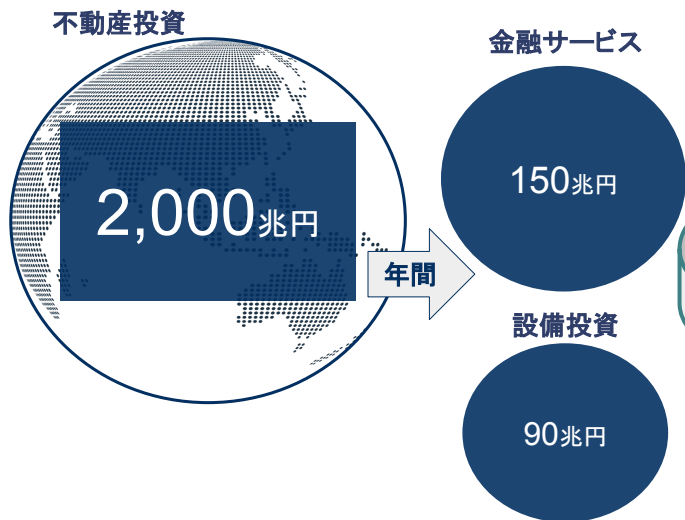 不動産投資
2,000兆円
年間
金融サービス
150兆円
設備投資
90兆円